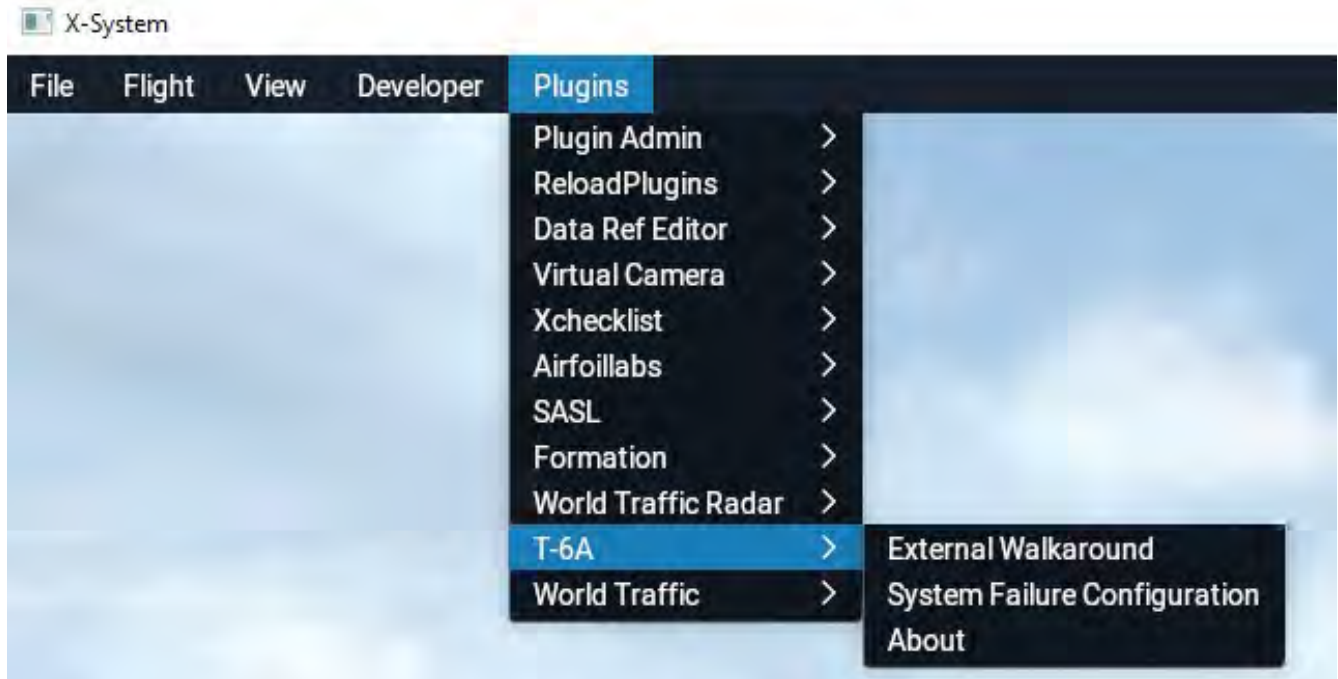 X-System
File Flight View Developer Plugins
Plugin Admin
ReloadPlugins
Data Ref Editor
Virtual Camera
Xchecklist
Airfoillabs
SASL
Formation
World Traffic Radar
T-6A
World Traffic
External Walkaround
System Failure Configuration
About